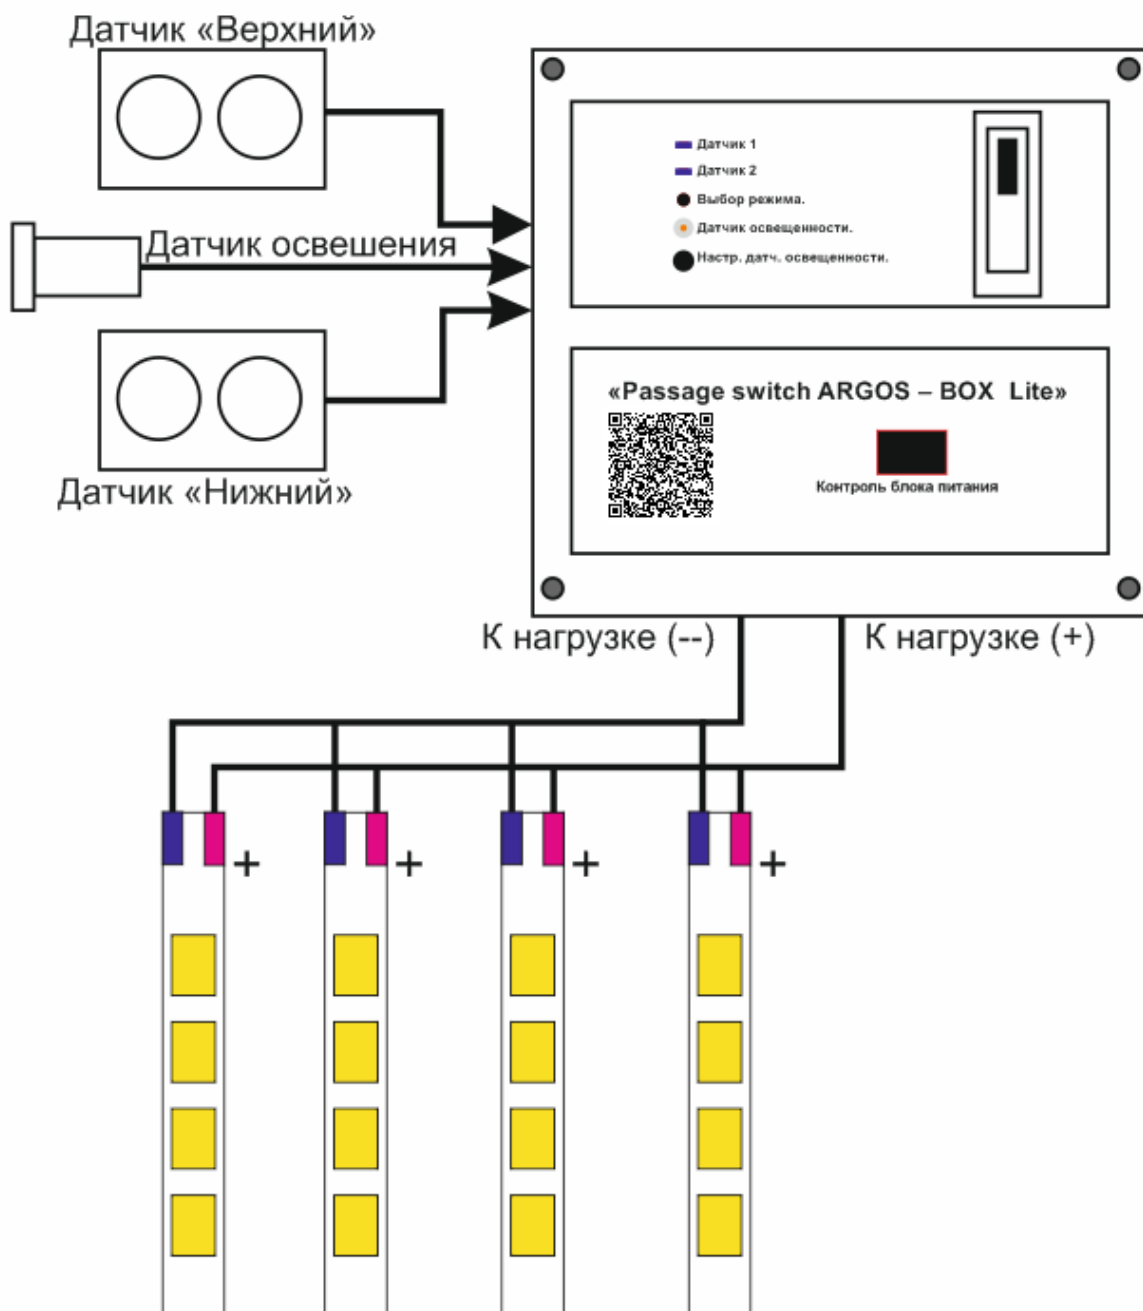 Датчик «Верхний»
Датчик 1
Датчик 2
Выбор режима.
Датчик освещенности.
Настр. датч. освещенности.
Датчик освешения
Датчик «Нижний»
«Passage switch ARGOS – BOX Lite»
Контроль блока питания
К нагрузке (--)
К нагрузке (+)
+
+
+
+